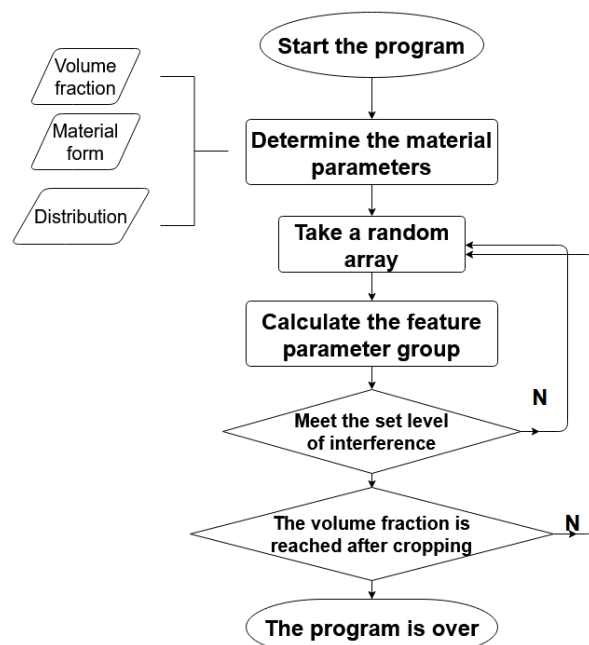 Start the program
Volume
fraction
Material
form
Distribution
Determine the material
parameters
Take a random
array
Calculate the feature
parameter group
N
Meet the set level
of interference
The volume fraction is
reached after cropping
N
The program is over